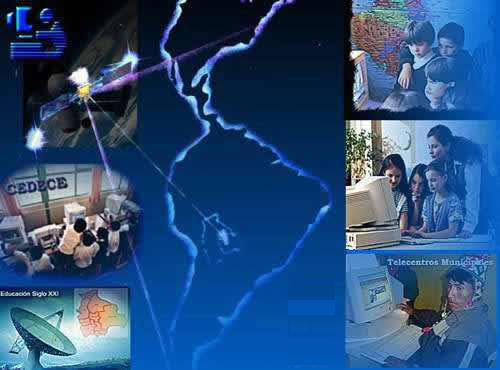 CEDECE
Educación Siglo XXI
Telecentros Municipales